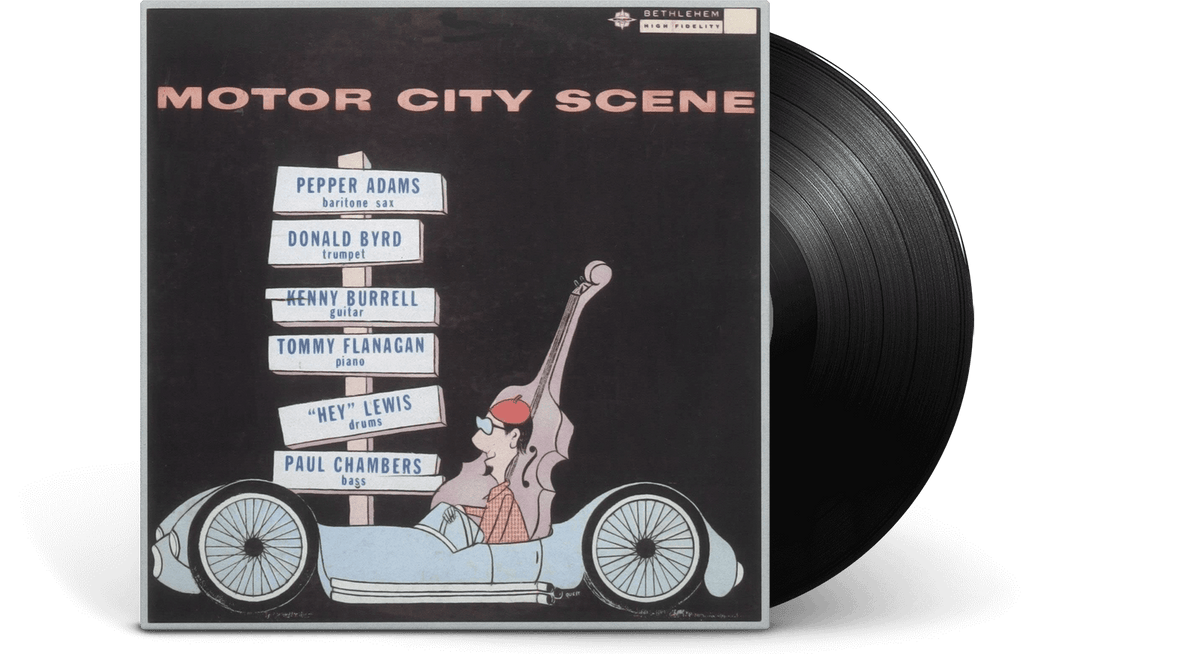 BETHLEHEM
HIGH FIDELITY
MOTOR CITY SCENE
PEPPER ADAMS
baritone sax
DONALD BYRD
trumpet
KENNY BURRELL
guitar
TOMMY FLANAGAN
piano
"HEY" LEWIS
drums
PAUL CHAMBERS
bass